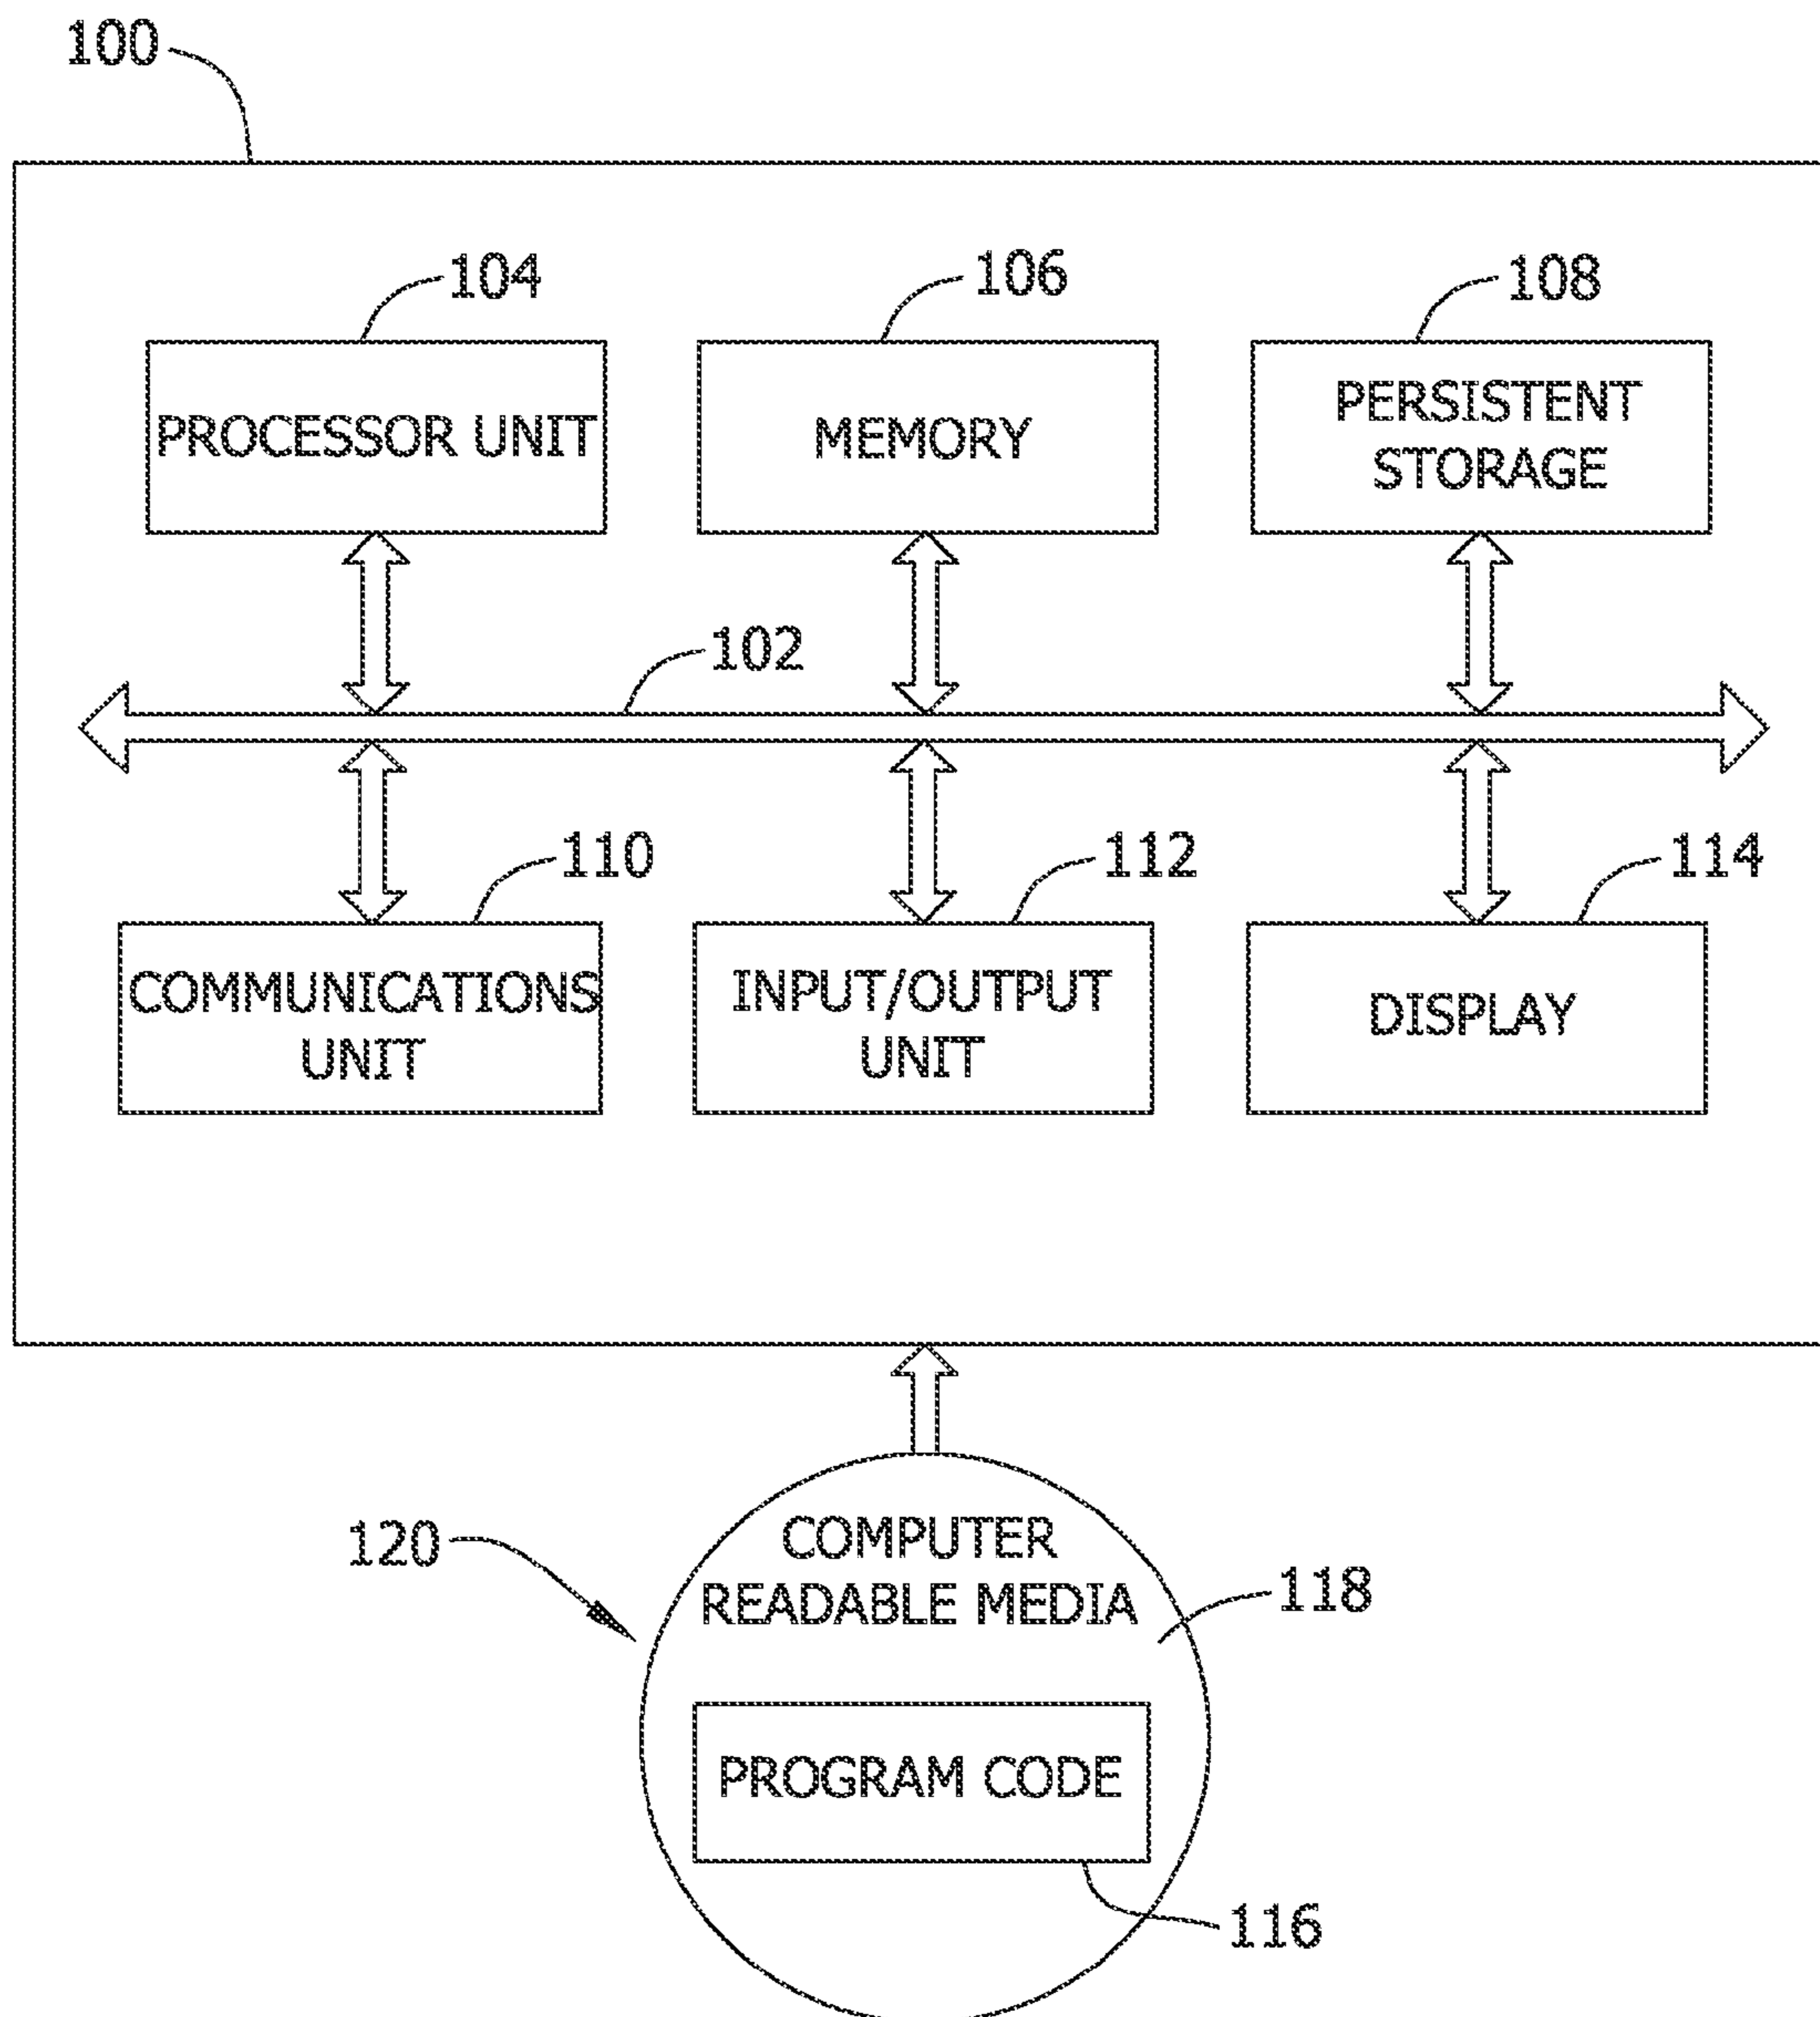 100
104
106
108
PROCESSOR UNIT
MEMORY
PERSISTENT
STORAGE
102
110
112
114
COMMUNICATIONS
UNIT
INPUT/OUTPUT
UNIT
DISPLAY
120
COMPUTER
READABLE MEDIA
118
PROGRAM CODE
116